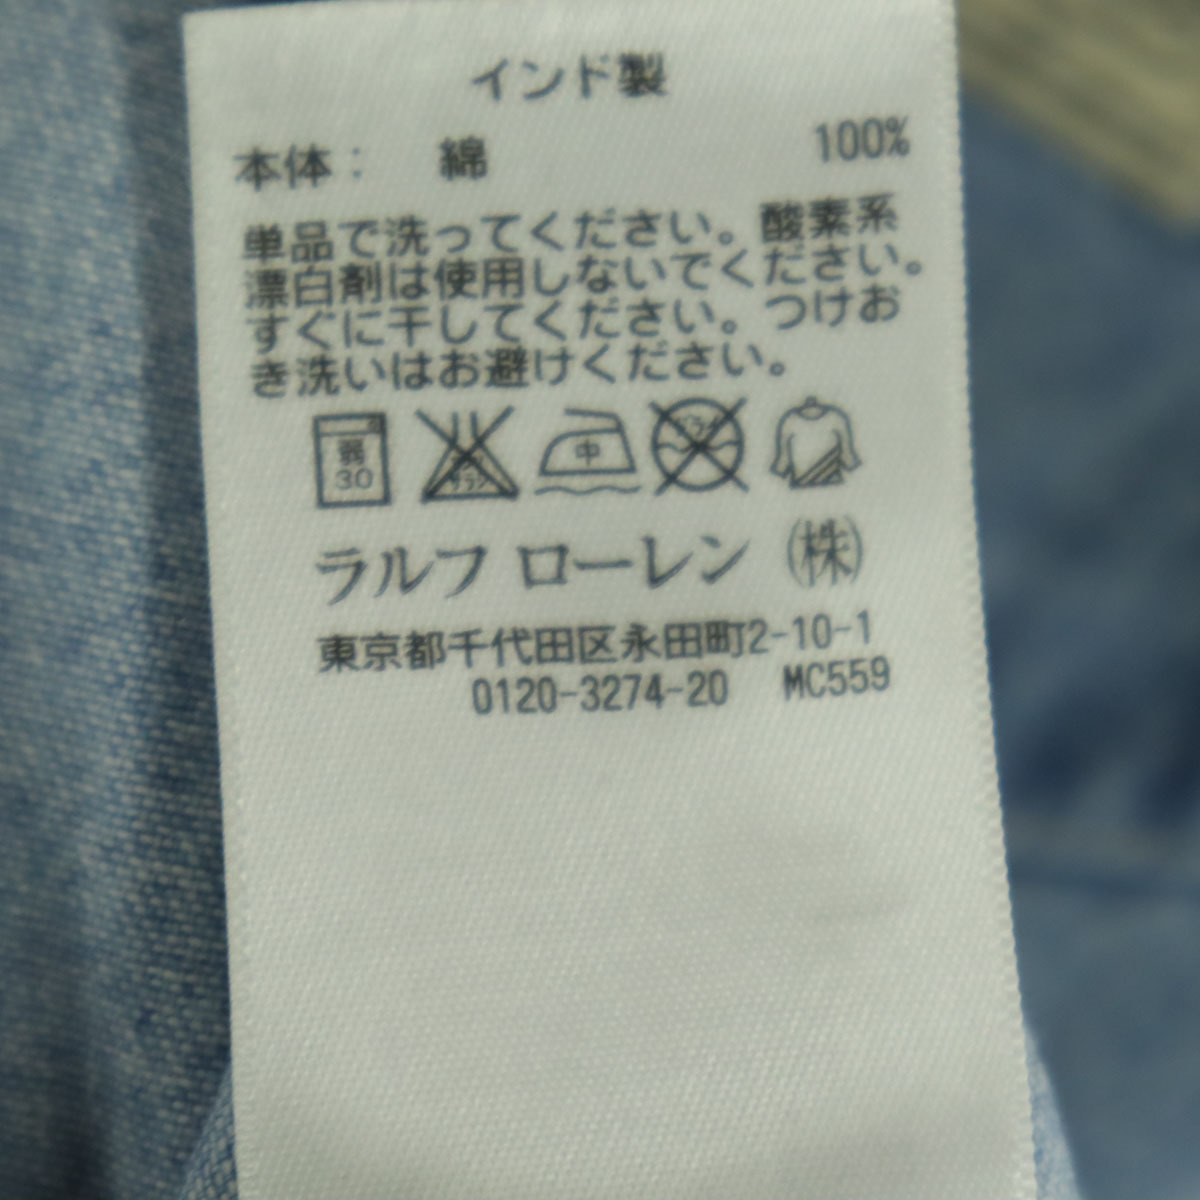 インド製
本体： 綿 100%
単品で洗ってください。酸素系
漂白剤は使用しないでください。
すぐに干してください。つけお
き洗いはお避けください。
弱 中
30
ラルフ ローレン ㈱
東京都千代田区永田町2-10-1
0120-3274-20 MC559